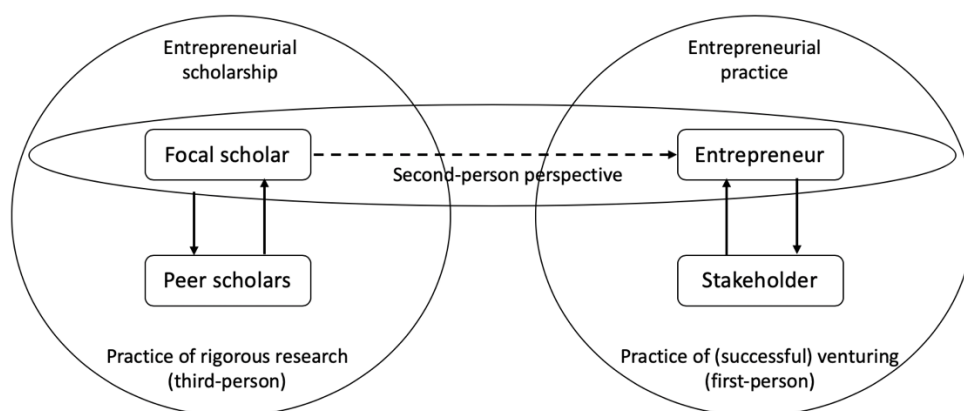 Entrepreneurial
scholarship
Entrepreneurial
practice
Focal scholar
Entrepreneur
Second-person perspective
Peer scholars
Stakeholder
Practice of rigorous research
(third-person)
Practice of (successful) venturing
(first-person)